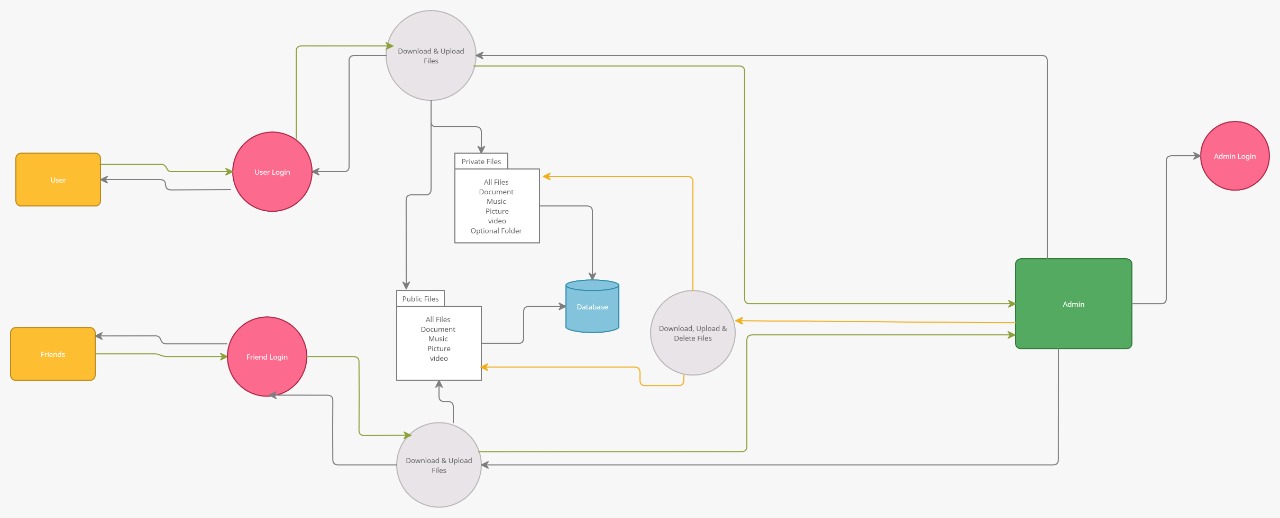 Download & Upload
Files
User
User Login
Private Files
All Files
Document
Music
Picture
video
Optional Folder
Admin Login
Public Files
All Files
Document
Music
Picture
video
Database
Download, Upload &
Delete Files
Admin
Friends
Friend Login
Download & Upload
Files